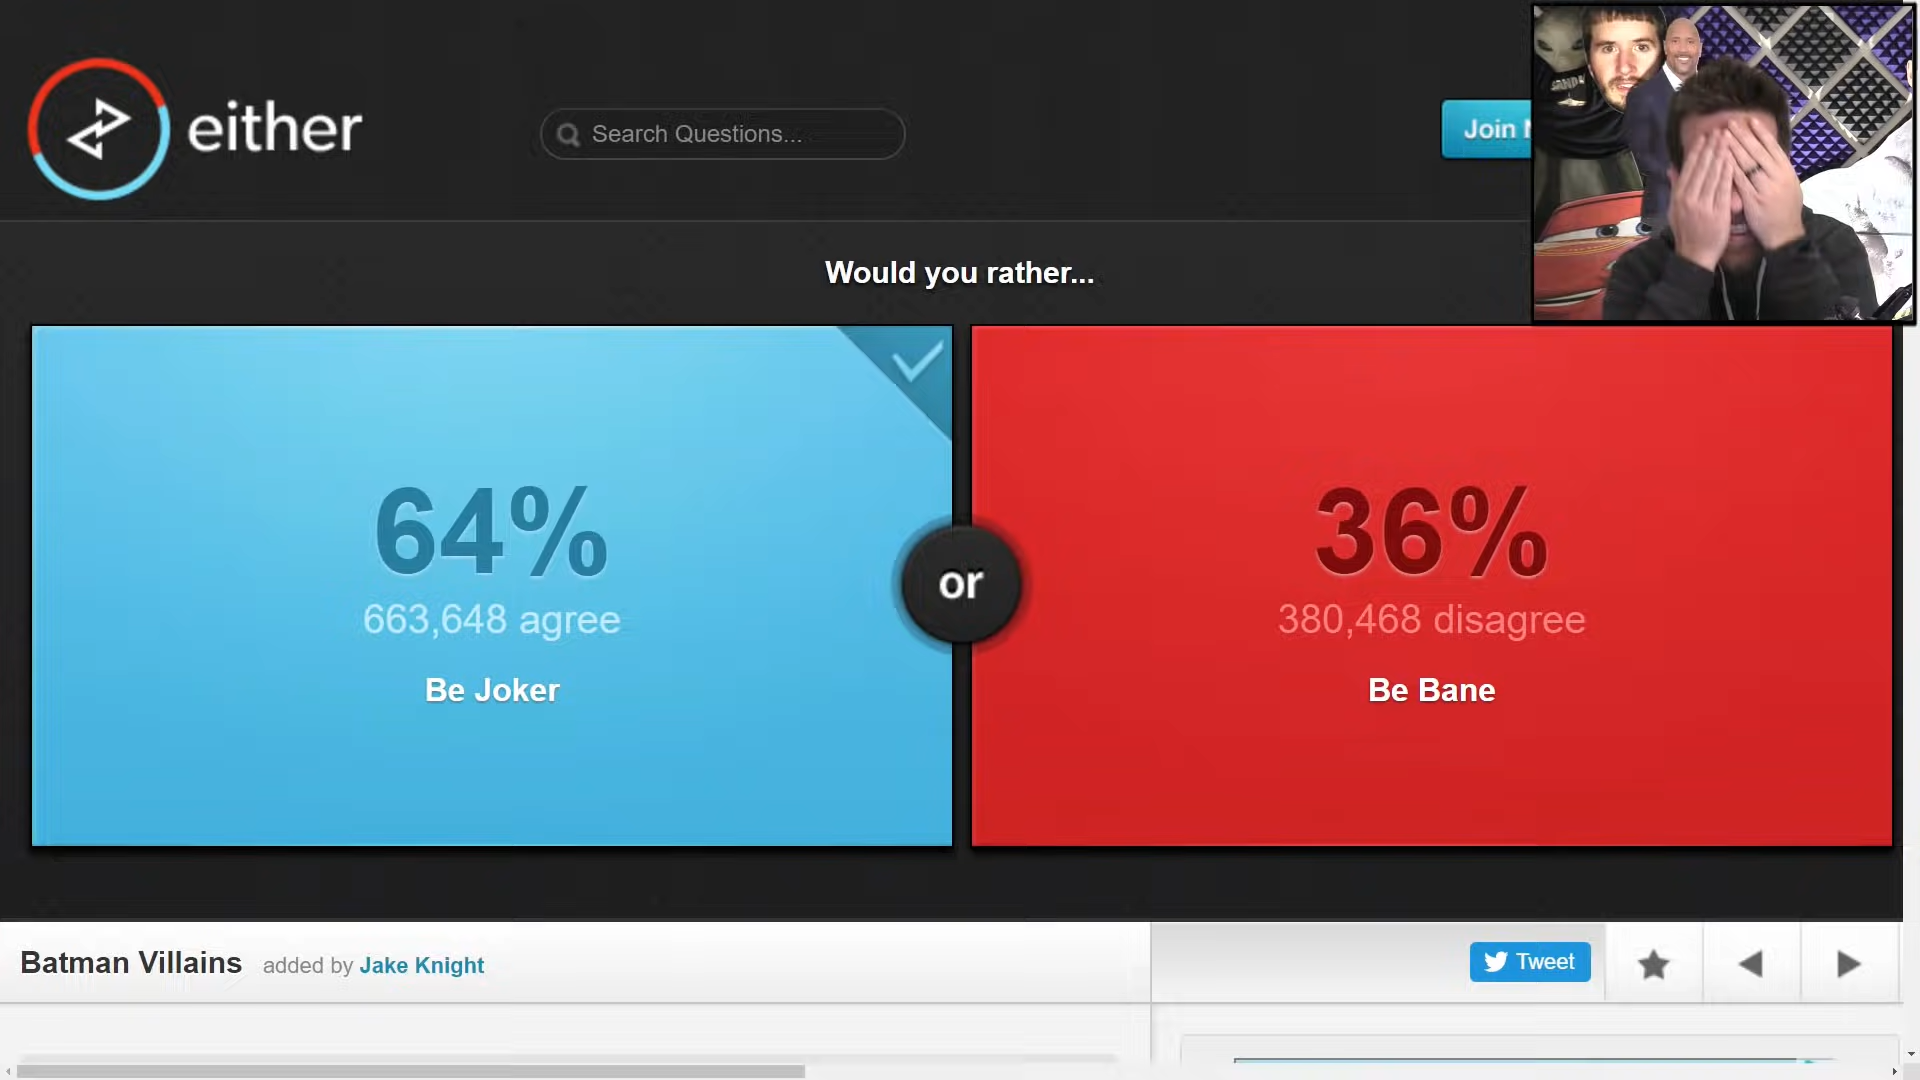 either
Search Questions...
Join
Would you rather...
64%
663,648 agree
Be Joker
or
36%
380,468 disagree
Be Bane
Batman Villains added by Jake Knight
Tweet